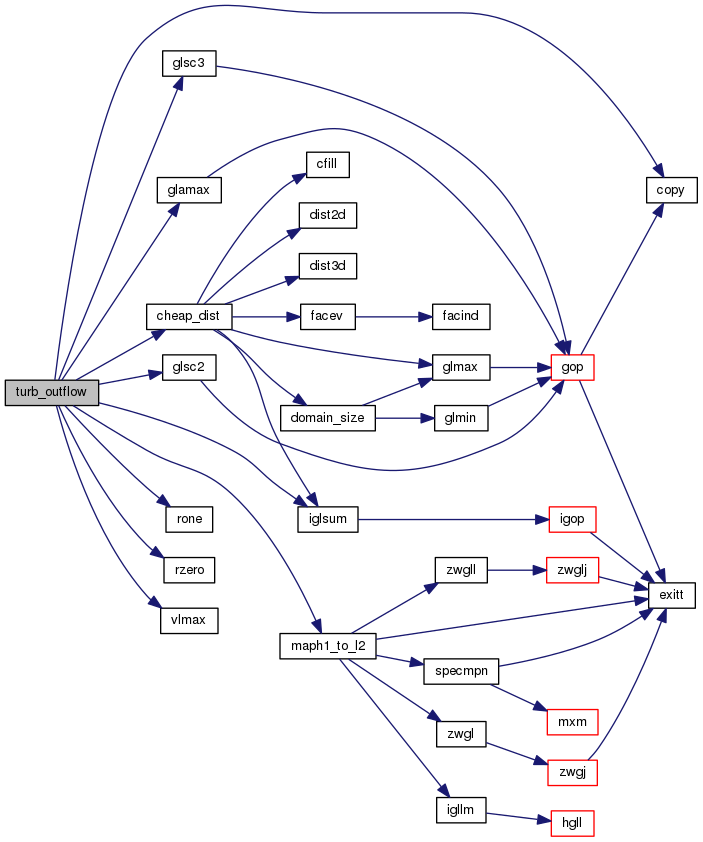 glsc3
cfill
glamax
copy
dist2d
dist3d
cheap_dist
facev
facind
glsc2
glmax
gop
turb_outflow
domain_size
glmin
rone
iglsum
igop
rzero
zwgll
zwglj
exitt
vlmax
maph1_to_l2
specmpn
mxm
zwgl
zwgj
igllm
hgll